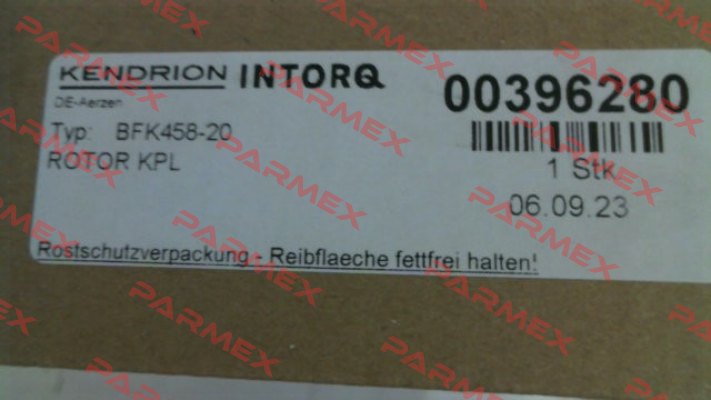 KENDRION INTORQ
00396280
DE-Aerzen
Typ: BFK458-20
ROTOR KPL
1 Stk
06.09.23
Rostschutzverpackung - Reibflaeche fettfrei halten!
PARMEX